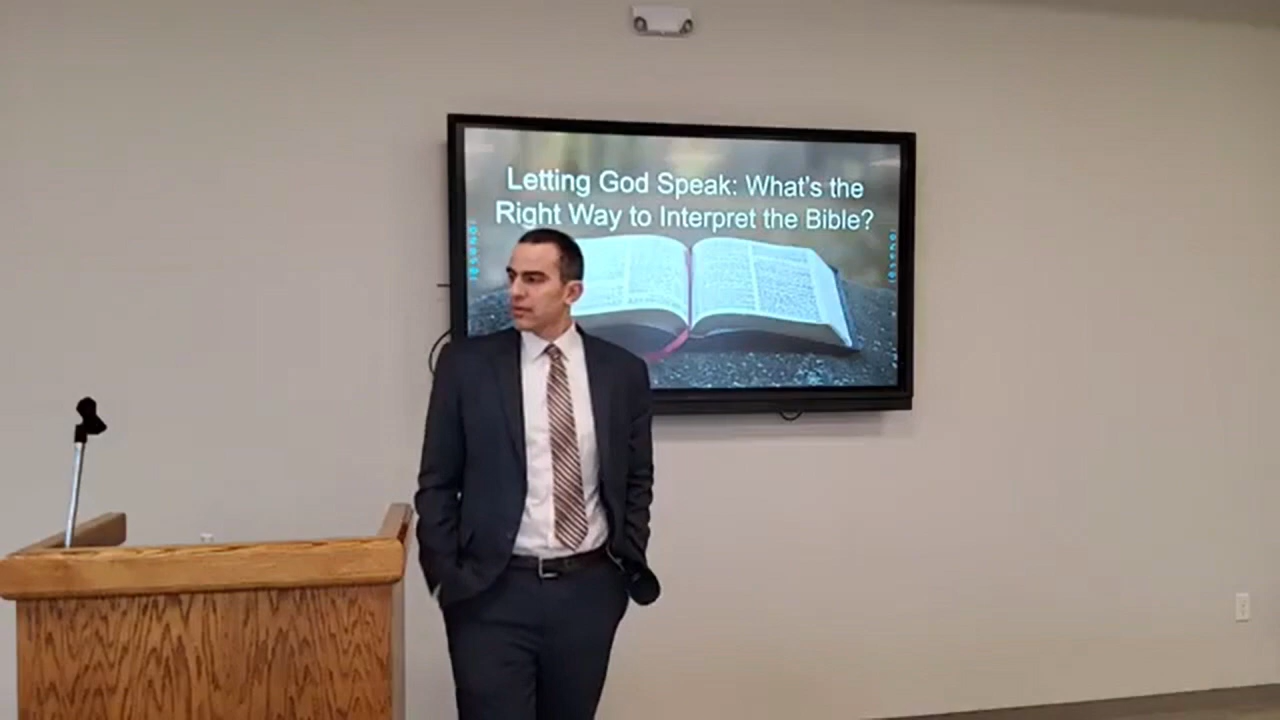 Letting God Speak: What's the
Right Way to Interpret the Bible?